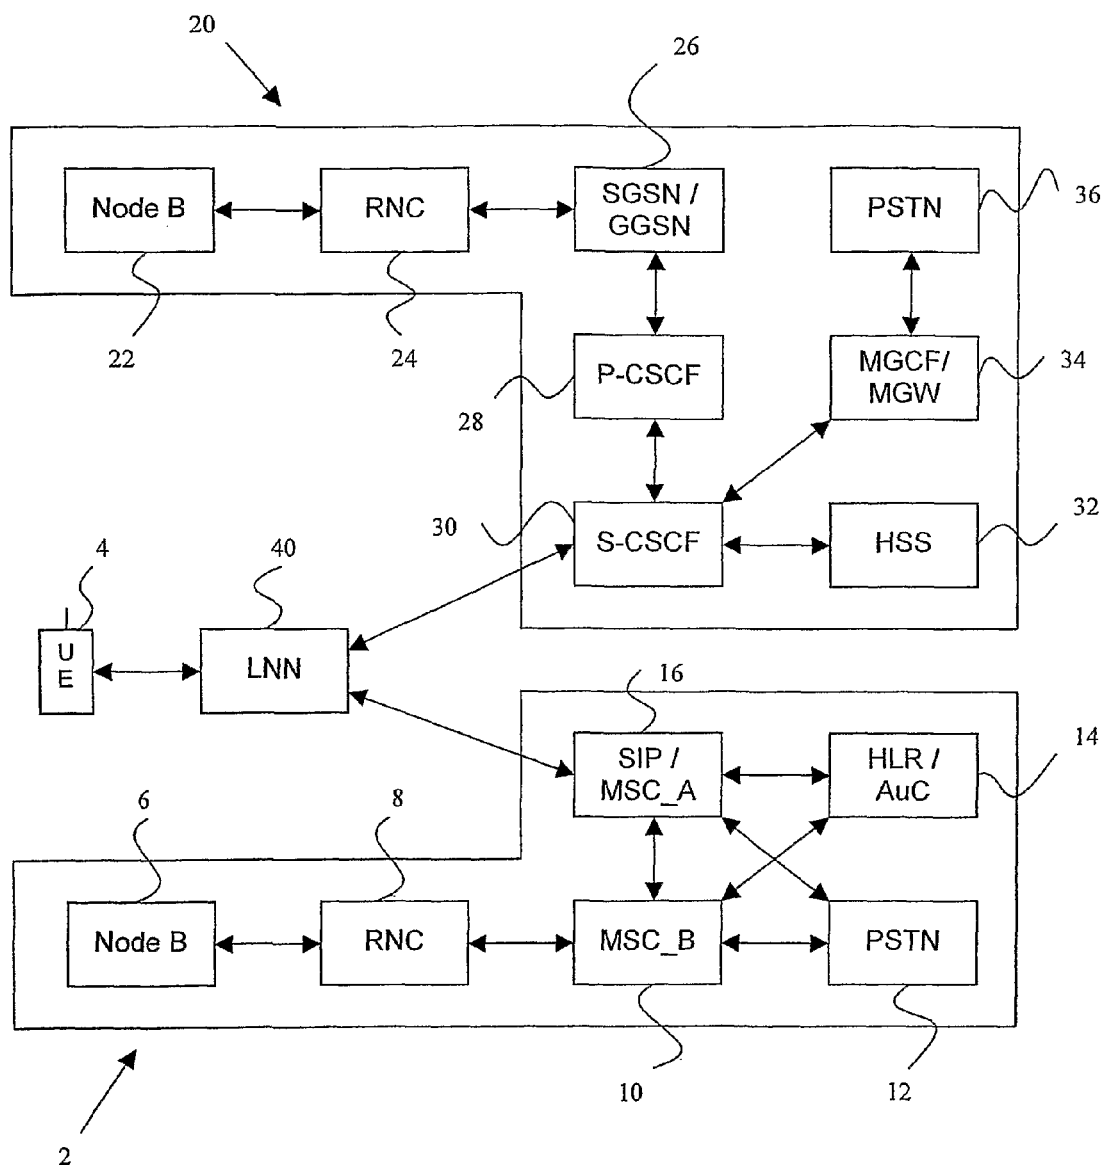 20
26
Node B
RNC
SGSN /
GGSN
PSTN
36
22
24
P-CSCF
28
MGCF/
MGW
34
30
S-CSCF
HSS
32
4
40
U
E
LNN
16
SIP /
MSC_A
HLR /
AuC
14
6
8
Node B
RNC
MSC_B
PSTN
10
12
2